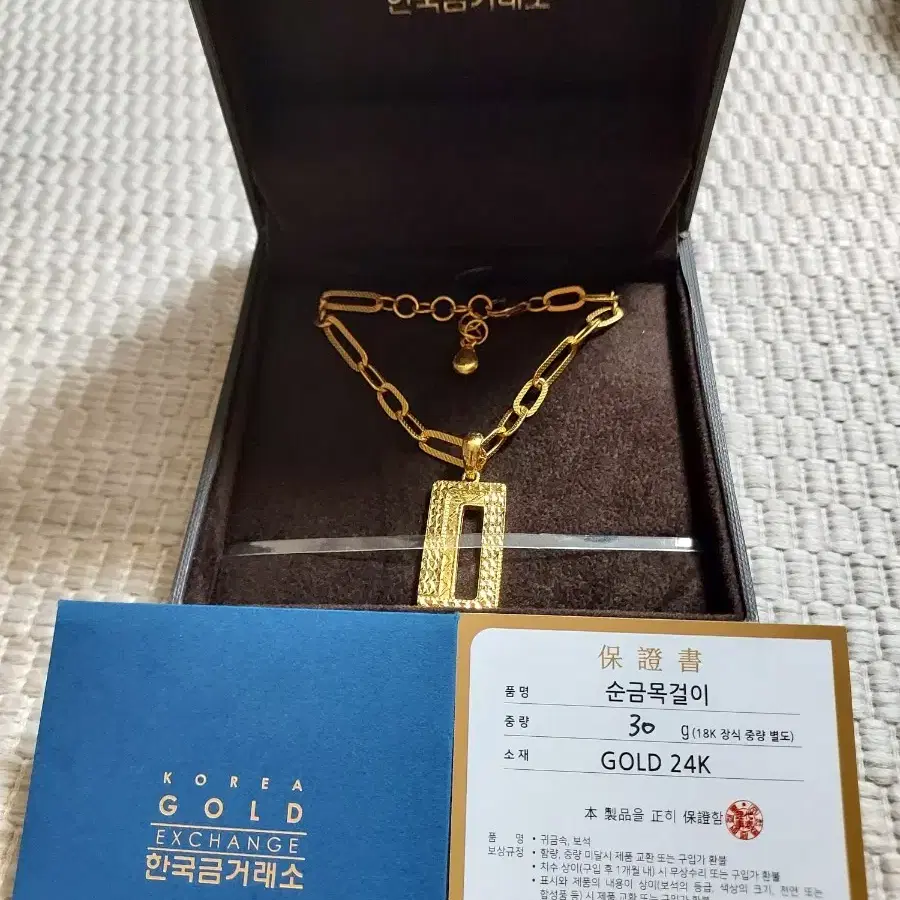 한국금거래소
KOREA
GOLD
EXCHANGE
한국금거래소
保證書
품명 순금목걸이
중량 30 g(18K 장식 중량 별도)
소재 GOLD 24K
本 製品을 正히 保證함
품 명 • 귀금속, 보석
보상규정 • 함량, 중량 미달시 제품 교환 또는 구입가 환불
• 치수 상이(구입 후 1개월 내) 시 무상수리 또는 구입가 환불
• 표시와 제품의 내용이 상이(보석의 등급, 색상의 크기, 천연 또는
합성품 등) 시 제품 교환 또는 구입가 환불